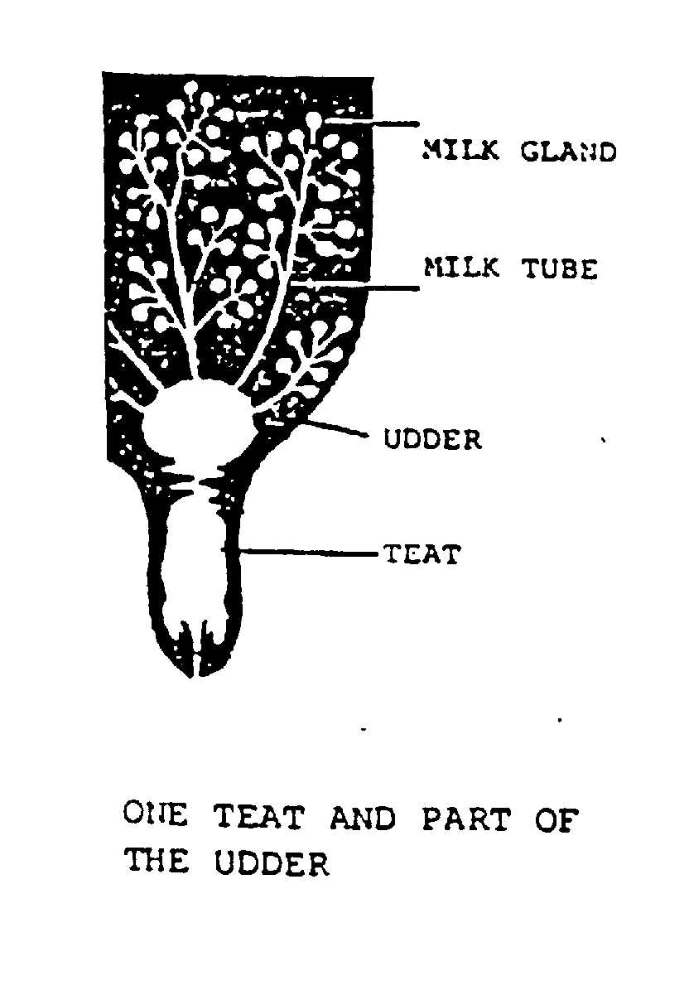 MILK GLAND
MILK TUBE
UDDER
TEAT
ONE TEAT AND PART OF
THE UDDER